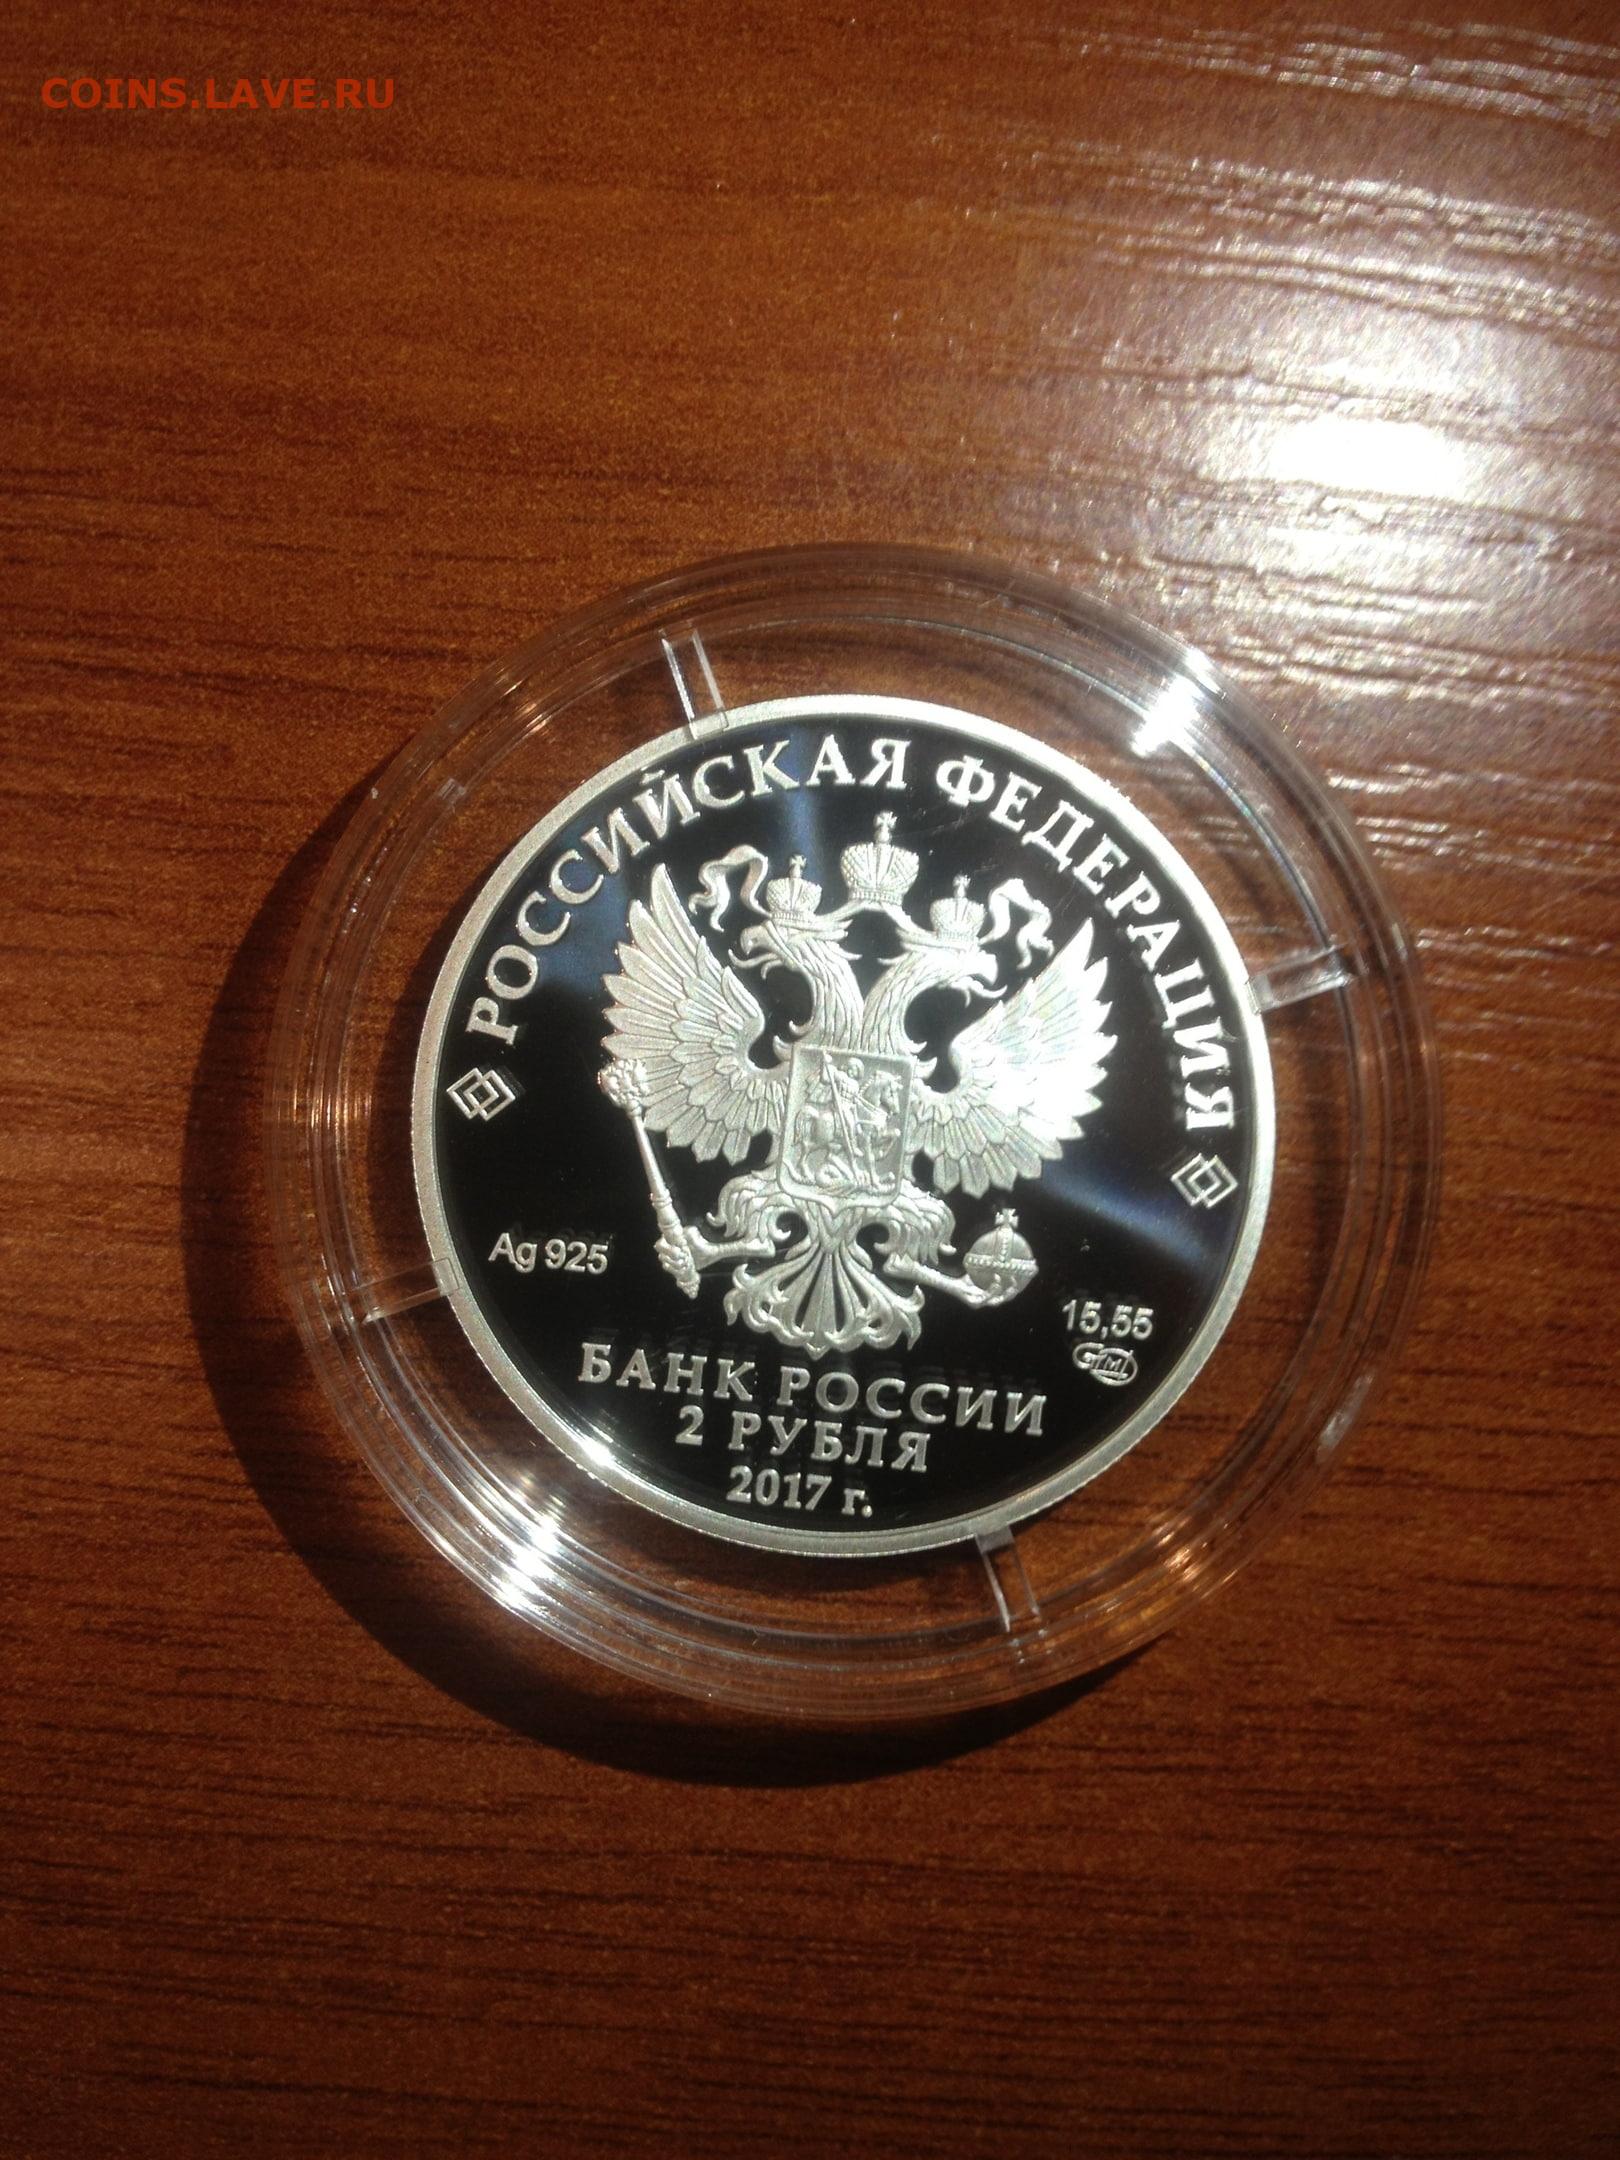 COINS.LAVE.RU
РОССИЙСКАЯ ФЕДЕРАЦИЯ
Ag 925
15,55
БАНК РОССИИ
2 РУБЛЯ
2017 г.